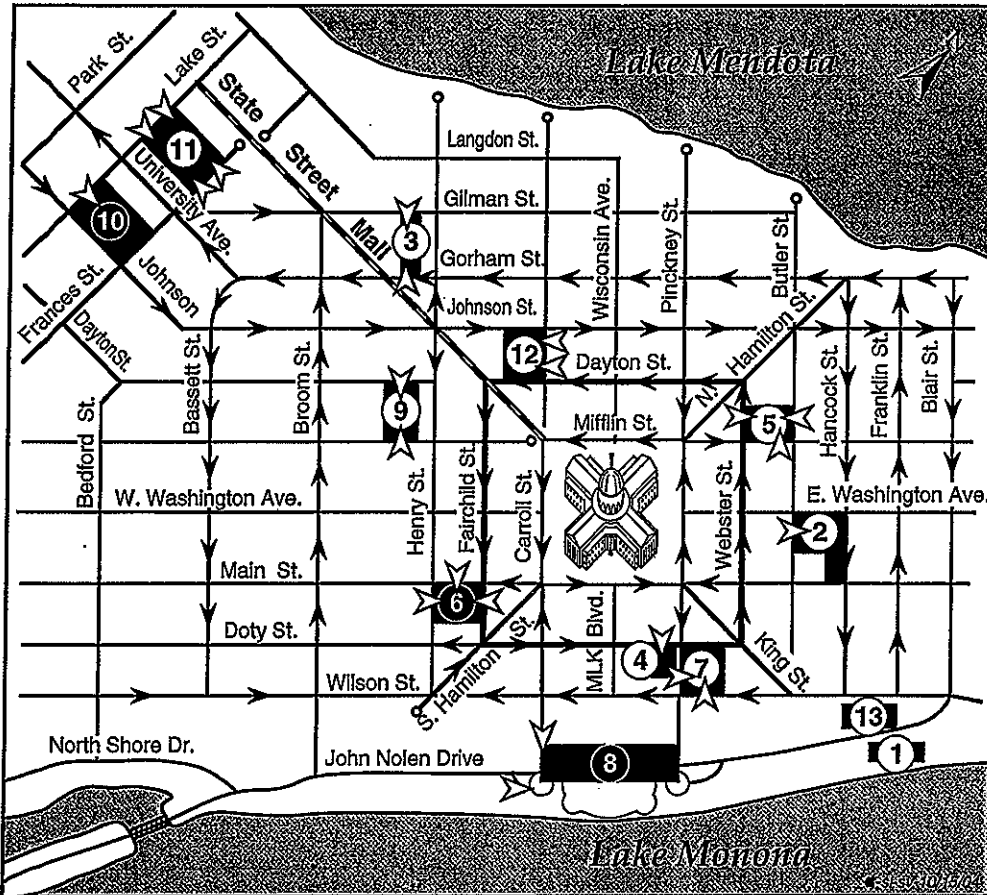 Lake Mendota
Park St.
Lake St.
State Street Mall
Langdon St.
11
University Ave.
Gilman St.
10
3
Wisconsin Ave.
Pinckney St.
Butler St.
Gorham St.
Frances St.
Johnson
Johnson St.
N. Hamilton St.
Dayton St.
12
Dayton St.
Bassett St.
Broom St.
Hancock St.
Franklin St.
Blair St.
9
Mifflin St.
5
Bedford St.
Henry St.
Fairchild St.
Carroll St.
Webster St.
W. Washington Ave.
E. Washington Ave.
2
Main St.
6
MLK Blvd.
Doty St.
S. Hamilton St.
4
7
King St.
Wilson St.
13
North Shore Dr.
John Nolen Drive
8
1
Lake Monona